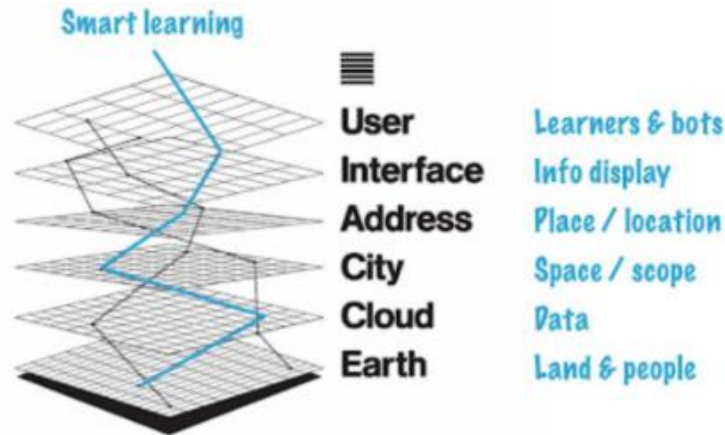 Smart learning
User Learners & bots
Interface Info display
Address Place / location
City Space / scope
Cloud Data
Earth Land & people